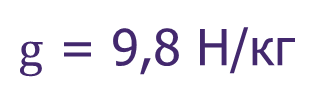 g = 9,8 Н/кг